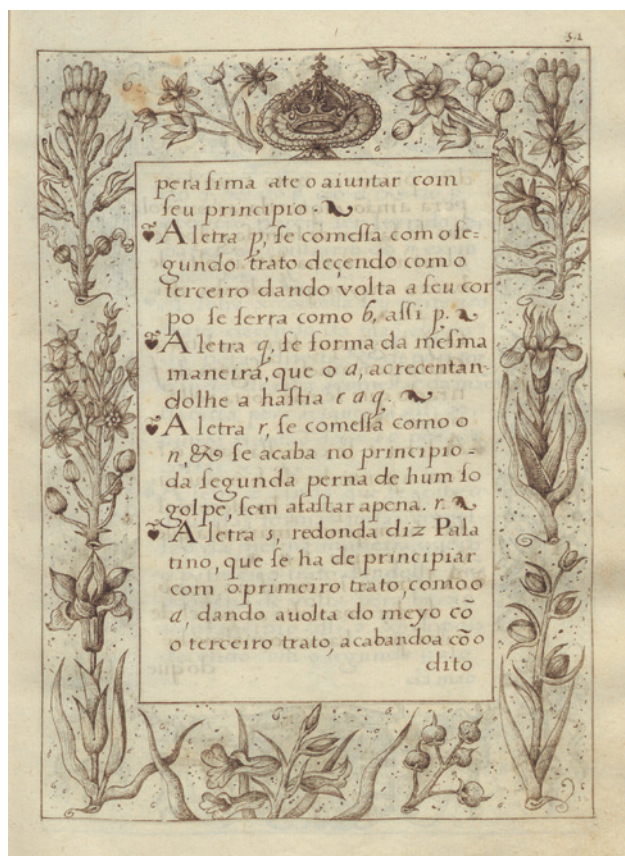 51
pera sima ate o aiuntar com
seu principio.
A letra p, se comessa com o se=
gundo trato deçendo com o
terceiro dando volta a seu cor
po se serra como b, assi p.
A letra q, se forma da mesma
maneira, que o a, acrecentan-
dolhe a hastia c a q.
A letra r, se comessa como o
n, & se acaba no principio =
da segunda perna de hum so
golpe, sem afastar apena. r.
A letra s, redonda diz Pala
tino, que se ha de principiar
com o primeiro trato, como o
a, dando a uolta do meyo cõ
o terceiro trato, acabandoa cõ o
dito